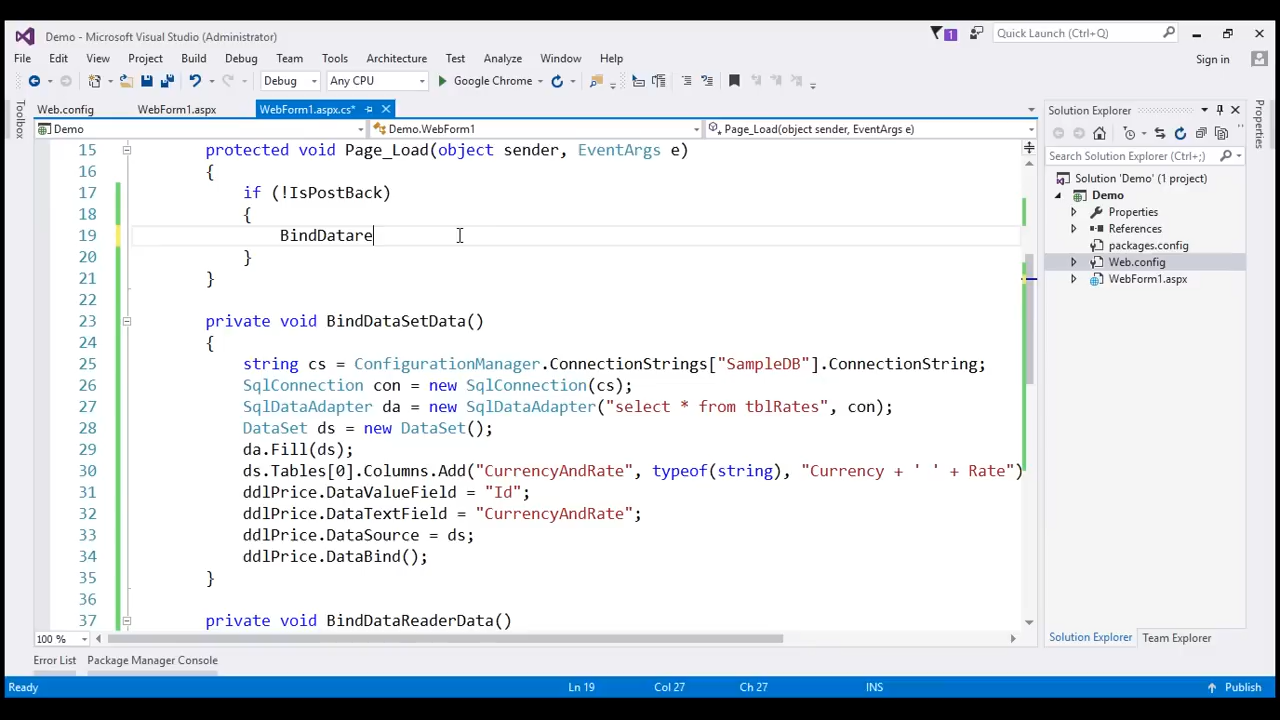 Demo - Microsoft Visual Studio (Administrator)
1
Quick Launch (Ctrl+Q)
File Edit View Project Build Debug Team Tools Architecture Test Analyze Window Help
Sign in
Debug Any CPU Google Chrome
Toolbox
Web.config WebForm1.aspx WebForm1.aspx.cs*
Demo Demo.WebForm1 Page_Load(object sender, EventArgs e)
15 protected void Page_Load(object sender, EventArgs e)
16 {
17 if (!IsPostBack)
18 {
19 BindDatare
20 }
21 }
22
23 private void BindDataSetData()
24 {
25 string cs = ConfigurationManager.ConnectionStrings["SampleDB"].ConnectionString;
26 SqlConnection con = new SqlConnection(cs);
27 SqlDataAdapter da = new SqlDataAdapter("select * from tblRates", con);
28 DataSet ds = new DataSet();
29 da.Fill(ds);
30 ds.Tables[0].Columns.Add("CurrencyAndRate", typeof(string), "Currency + ' ' + Rate")
31 ddlPrice.DataValueField = "Id";
32 ddlPrice.DataTextField = "CurrencyAndRate";
33 ddlPrice.DataSource = ds;
34 ddlPrice.DataBind();
35 }
36
37 private void BindDataReaderData()
100 %
Solution Explorer
Search Solution Explorer (Ctrl+;)
Solution 'Demo' (1 project)
Demo
Properties
References
packages.config
Web.config
WebForm1.aspx
Solution Explorer Team Explorer
Properties
Error List Package Manager Console
Ready Ln 19 Col 27 Ch 27 INS Publish